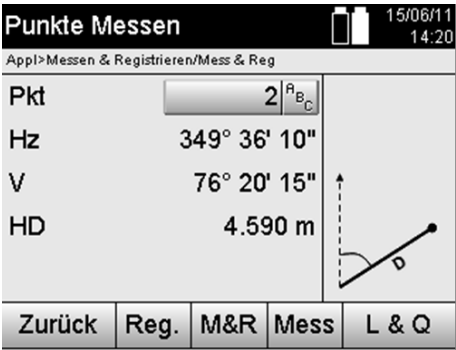 Punkte Messen
15/06/11
14:20
Appl>Messen & Registrieren/Mess & Reg
Pkt 2 ABC
Hz 349° 36' 10"
V 76° 20' 15"
HD 4.590 m
D
Zurück Reg. M&R Mess L & Q